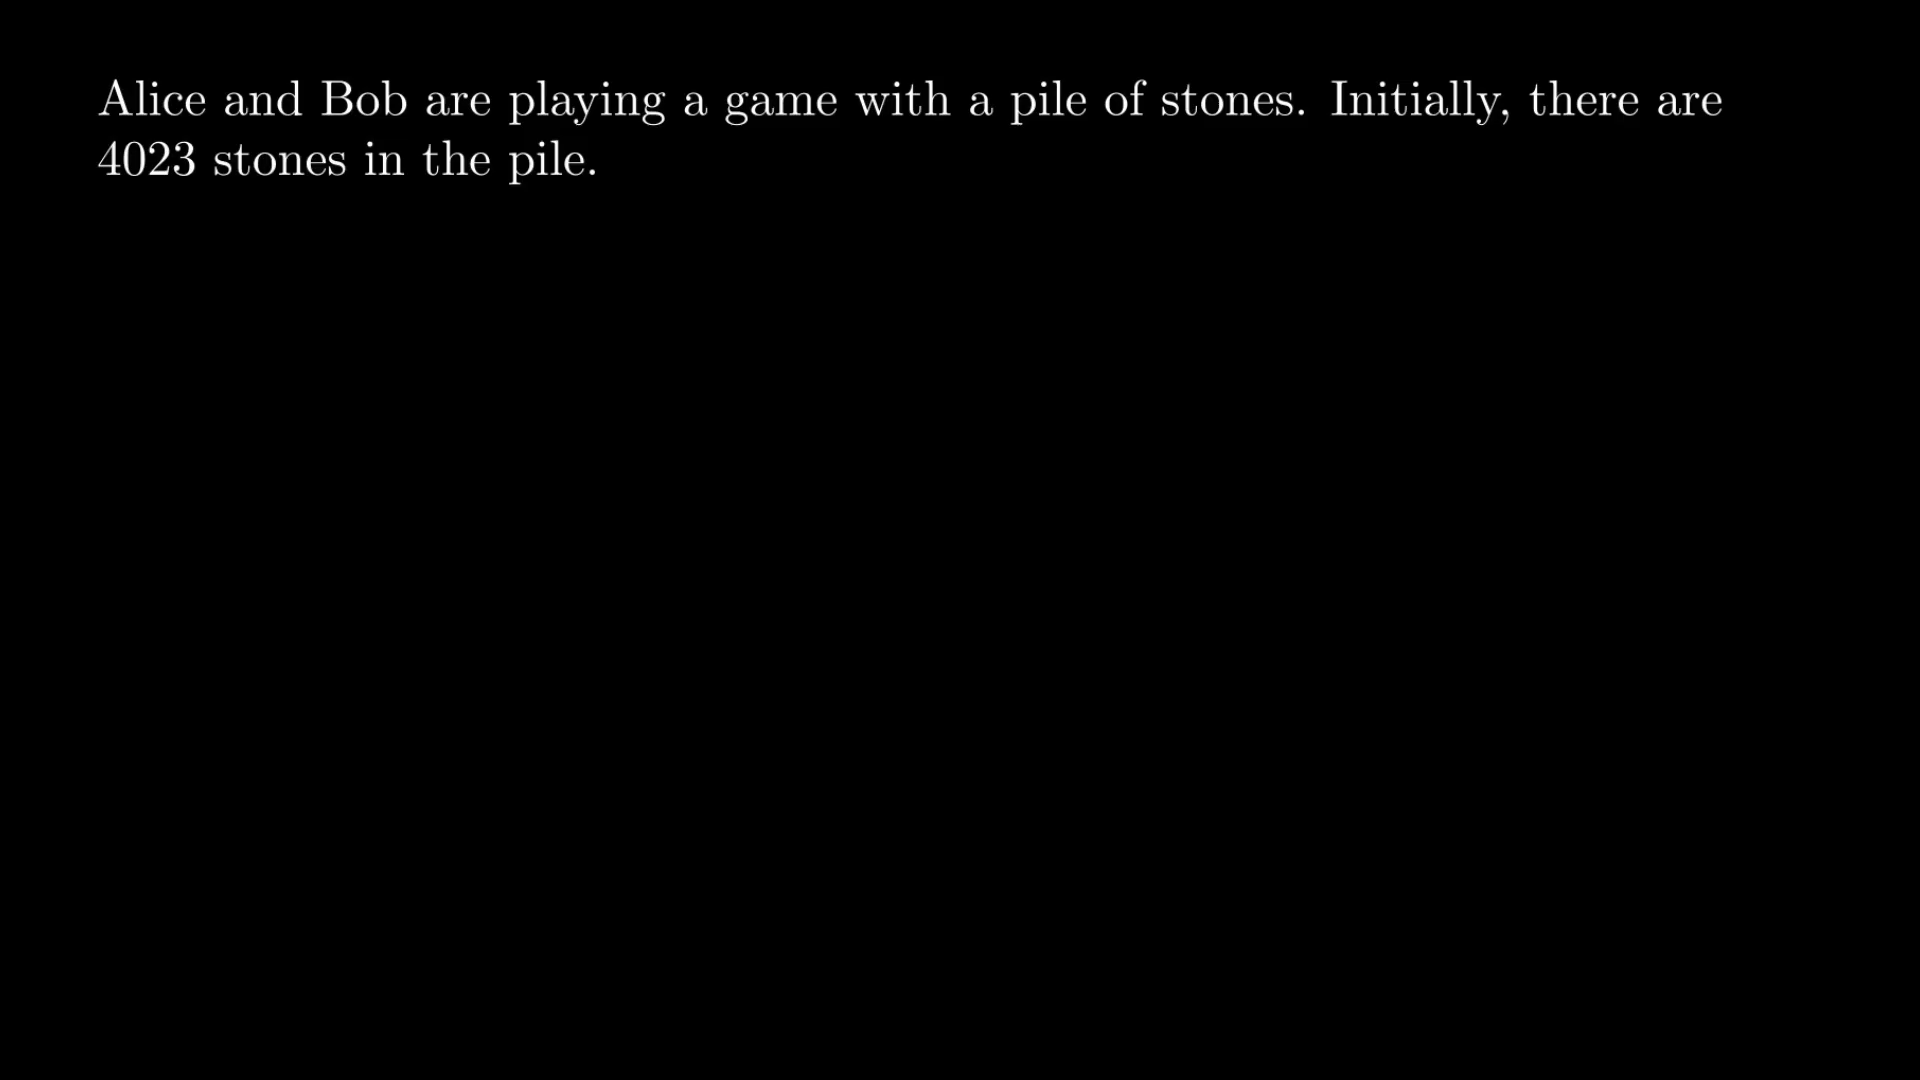 Alice and Bob are playing a game with a pile of stones. Initially, there are
4023 stones in the pile.